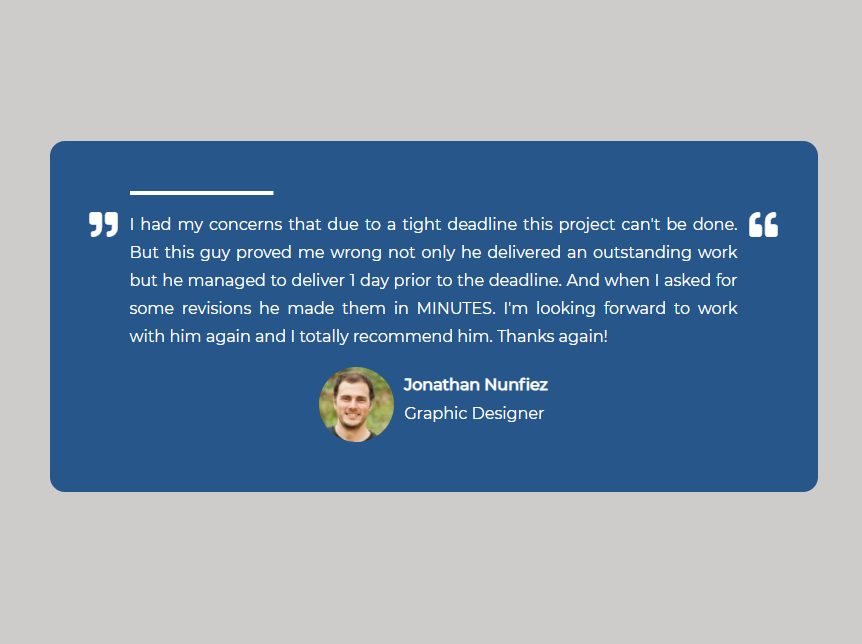 I had my concerns that due to a tight deadline this project can't be done.
But this guy proved me wrong not only he delivered an outstanding work
but he managed to deliver 1 day prior to the deadline. And when I asked for
some revisions he made them in MINUTES. I'm looking forward to work
with him again and I totally recommend him. Thanks again!
Jonathan Nunfiez
Graphic Designer